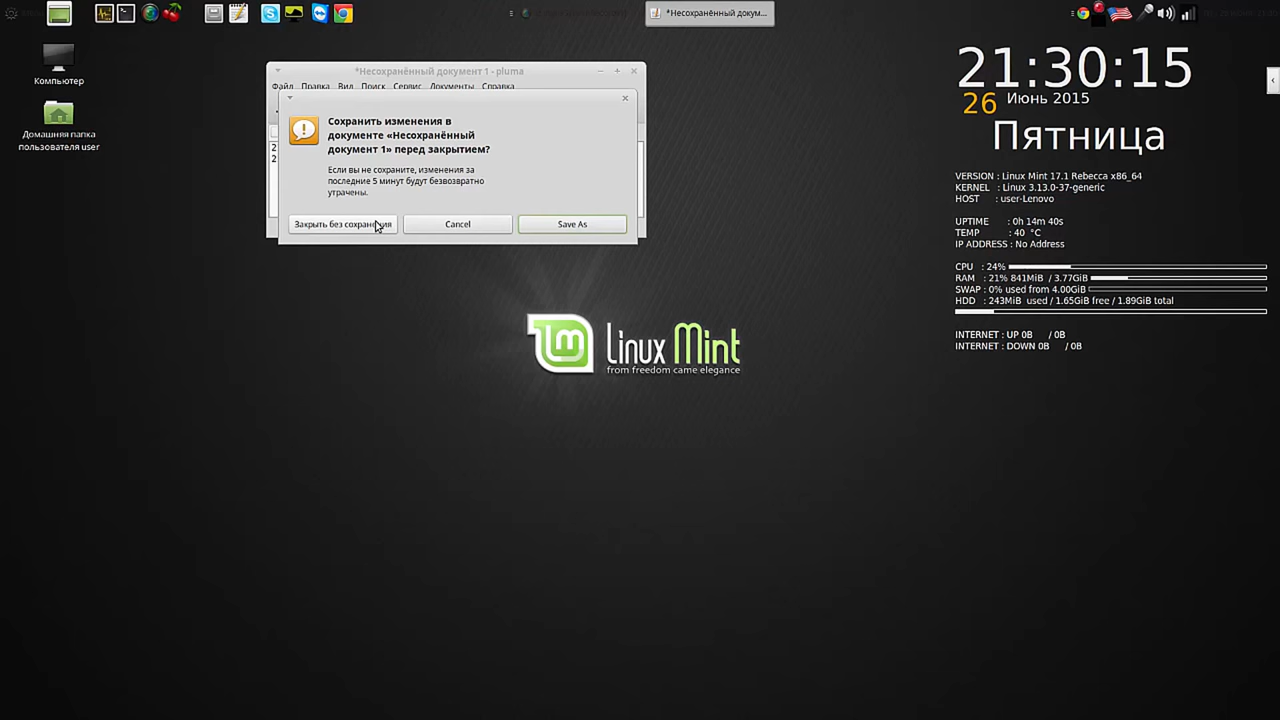 *Несохранённый докум...
Компьютер
Домашняя папка
пользователя user
*Несохранённый документ 1 - pluma
Файл Правка Вид Поиск Сервис Документы Справка
Сохранить изменения в
документе «Несохранённый
документ 1» перед закрытием?
Если вы не сохраните, изменения за
последние 5 минут будут безвозвратно
утрачены.
Закрыть без сохранения
Cancel
Save As
2
2
Linux Mint
from freedom came elegance
21:30:15
26 Июнь 2015
Пятница
VERSION : Linux Mint 17.1 Rebecca x86_64
KERNEL : Linux 3.13.0-37-generic
HOST : user-Lenovo
UPTIME : 0h 14m 40s
TEMP : 40 °C
IP ADDRESS : No Address
CPU : 24%
RAM : 21% 841MiB / 3.77GiB
SWAP : 0% used from 4.00GiB
HDD : 243MiB used / 1.65GiB free / 1.89GiB total
INTERNET : UP 0B / 0B
INTERNET : DOWN 0B / 0B